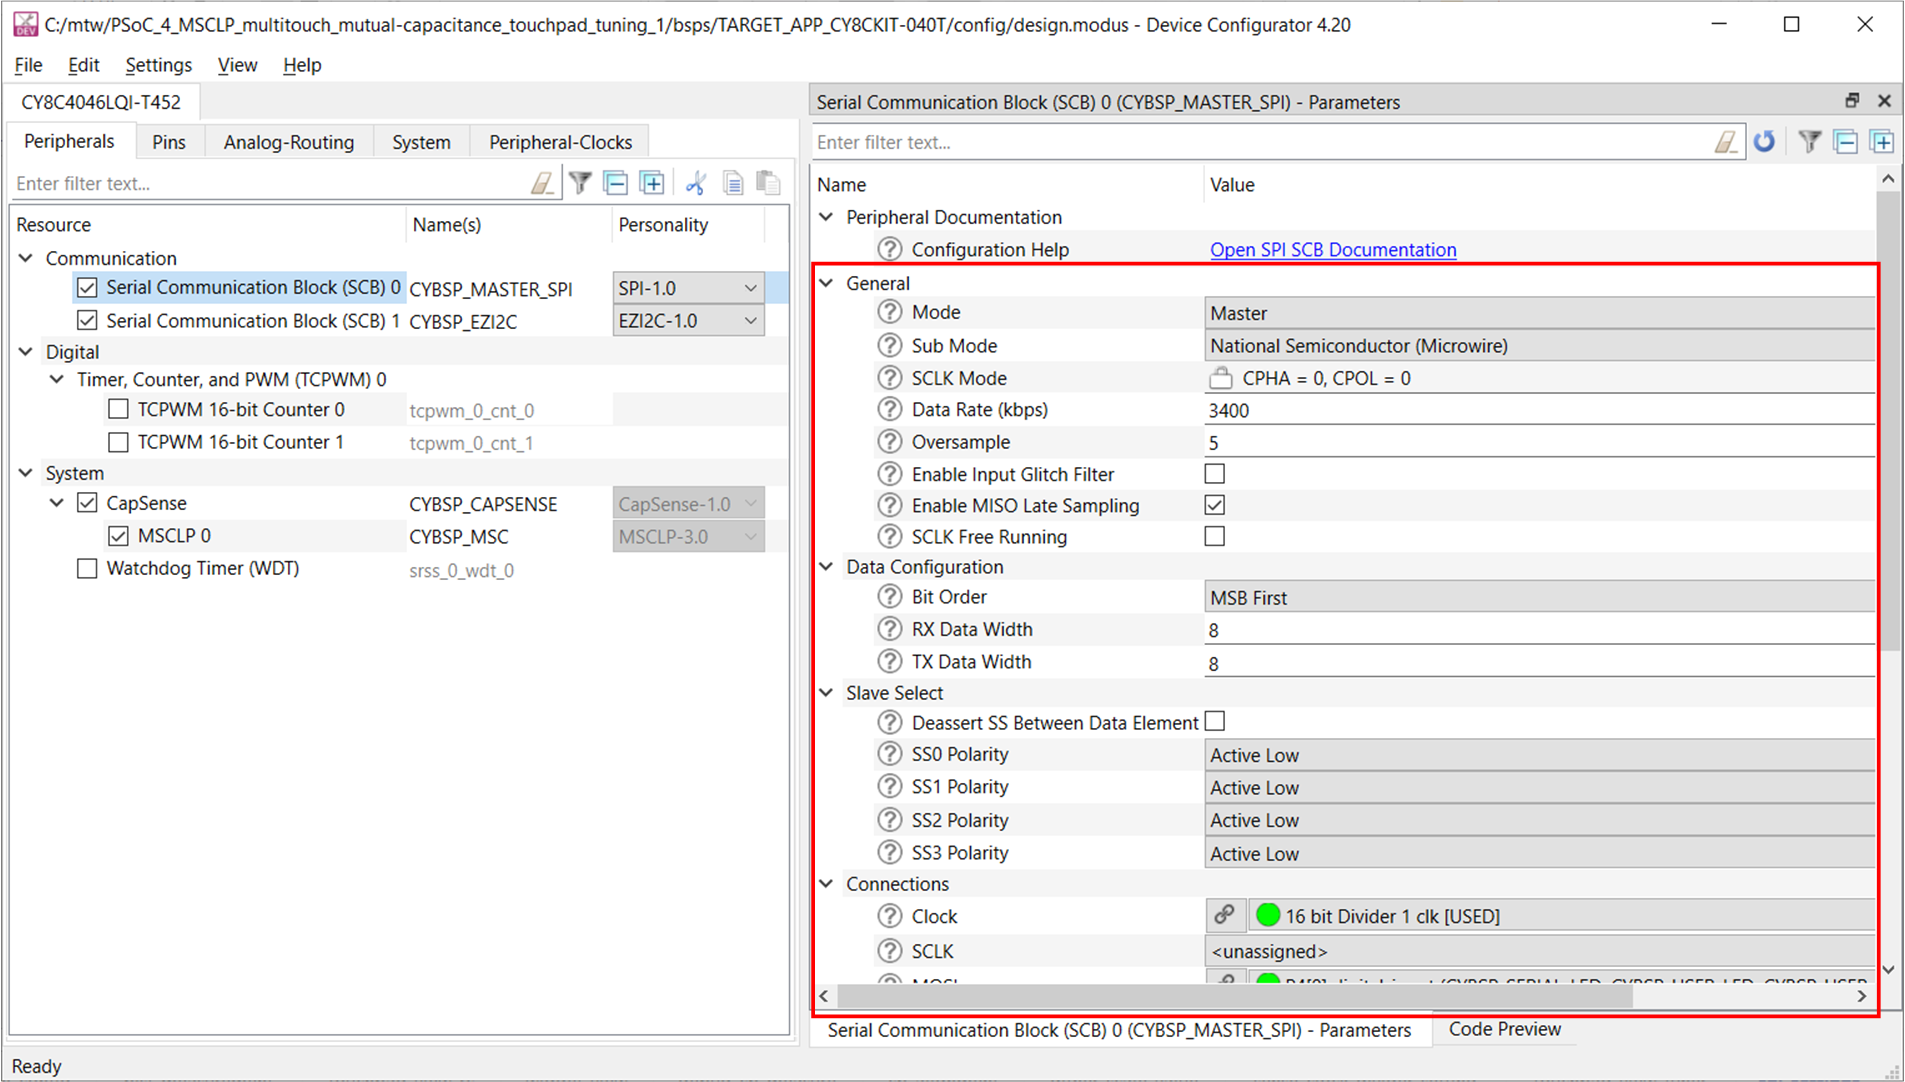 C:/mtw/PSoC_4_MSCLP_multitouch_mutual-capacitance_touchpad_tuning_1/bsps/TARGET_APP_CY8CKIT-040T/config/design.modus - Device Configurator 4.20
File Edit Settings View Help
CY8C4046LQI-T452
Peripherals Pins Analog-Routing System Peripheral-Clocks
Enter filter text...
Resource Name(s) Personality
Communication
Serial Communication Block (SCB) 0 CYBSP_MASTER_SPI SPI-1.0
Serial Communication Block (SCB) 1 CYBSP_EZI2C EZI2C-1.0
Digital
Timer, Counter, and PWM (TCPWM) 0
TCPWM 16-bit Counter 0 tcpwm_0_cnt_0
TCPWM 16-bit Counter 1 tcpwm_0_cnt_1
System
CapSense CYBSP_CAPSENSE CapSense-1.0
MSCLP 0 CYBSP_MSC MSCLP-3.0
Watchdog Timer (WDT) srss_0_wdt_0
Serial Communication Block (SCB) 0 (CYBSP_MASTER_SPI) - Parameters
Enter filter text...
Name Value
Peripheral Documentation
Configuration Help Open SPI SCB Documentation
General
Mode Master
Sub Mode National Semiconductor (Microwire)
SCLK Mode CPHA = 0, CPOL = 0
Data Rate (kbps) 3400
Oversample 5
Enable Input Glitch Filter
Enable MISO Late Sampling
SCLK Free Running
Data Configuration
Bit Order MSB First
RX Data Width 8
TX Data Width 8
Slave Select
Deassert SS Between Data Element
SS0 Polarity Active Low
SS1 Polarity Active Low
SS2 Polarity Active Low
SS3 Polarity Active Low
Connections
Clock 16 bit Divider 1 clk [USED]
SCLK <unassigned>
Serial Communication Block (SCB) 0 (CYBSP_MASTER_SPI) - Parameters Code Preview
Ready